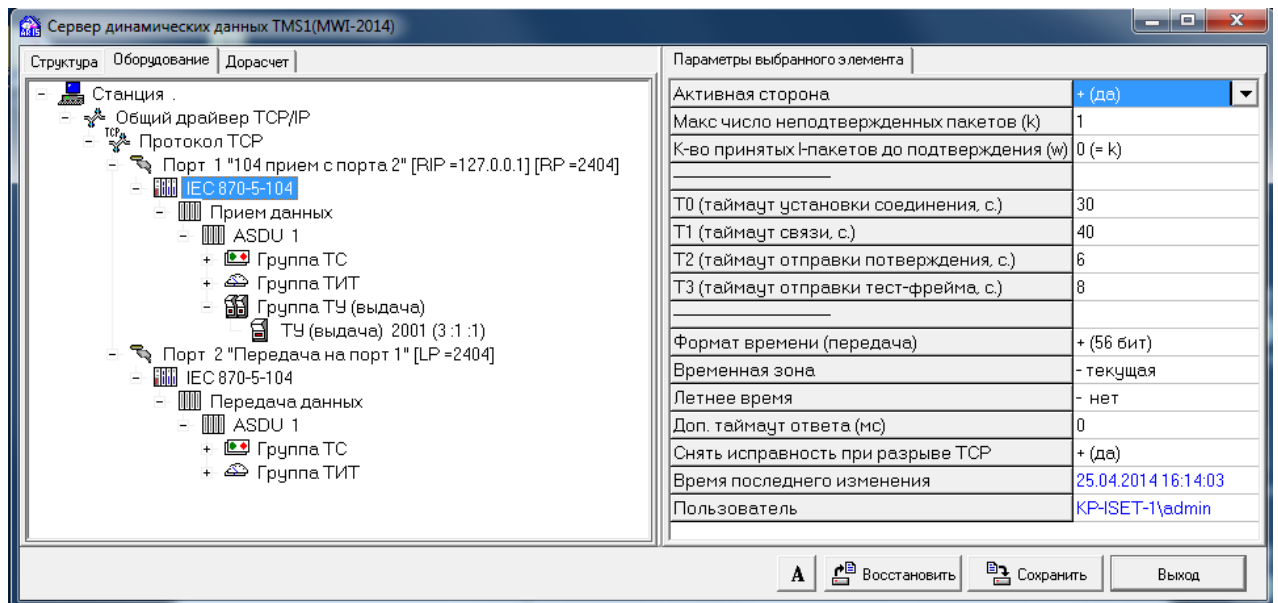 Сервер динамических данных TMS1(MWI-2014)
Структура Оборудование Дорасчет
Станция .
Общий драйвер TCP/IP
TCP Протокол TCP
Порт 1 "104 прием с порта 2" [RIP =127.0.0.1] [RP =2404]
IEC 870-5-104
Прием данных
ASDU 1
Группа ТС
Группа ТИТ
Группа ТУ (выдача)
ТУ (выдача) 2001 (3 :1 :1)
Порт 2 "Передача на порт 1" [LP =2404]
IEC 870-5-104
Передача данных
ASDU 1
Группа ТС
Группа ТИТ
Параметры выбранного элемента
Активная сторона + (да)
Макс число неподтвержденных пакетов (k) 1
К-во принятых I-пакетов до подтверждения (w) 0 (= k)
T0 (таймаут установки соединения, с.) 30
T1 (таймаут связи, с.) 40
T2 (таймаут отправки потверждения, с.) 6
T3 (таймаут отправки тест-фрейма, с.) 8
Формат времени (передача) + (56 бит)
Временная зона - текущая
Летнее время - нет
Доп. таймаут ответа (мс) 0
Снять исправность при разрыве TCP + (да)
Время последнего изменения 25.04.2014 16:14:03
Пользователь KP-ISET-1\admin
A Восстановить Сохранить Выход